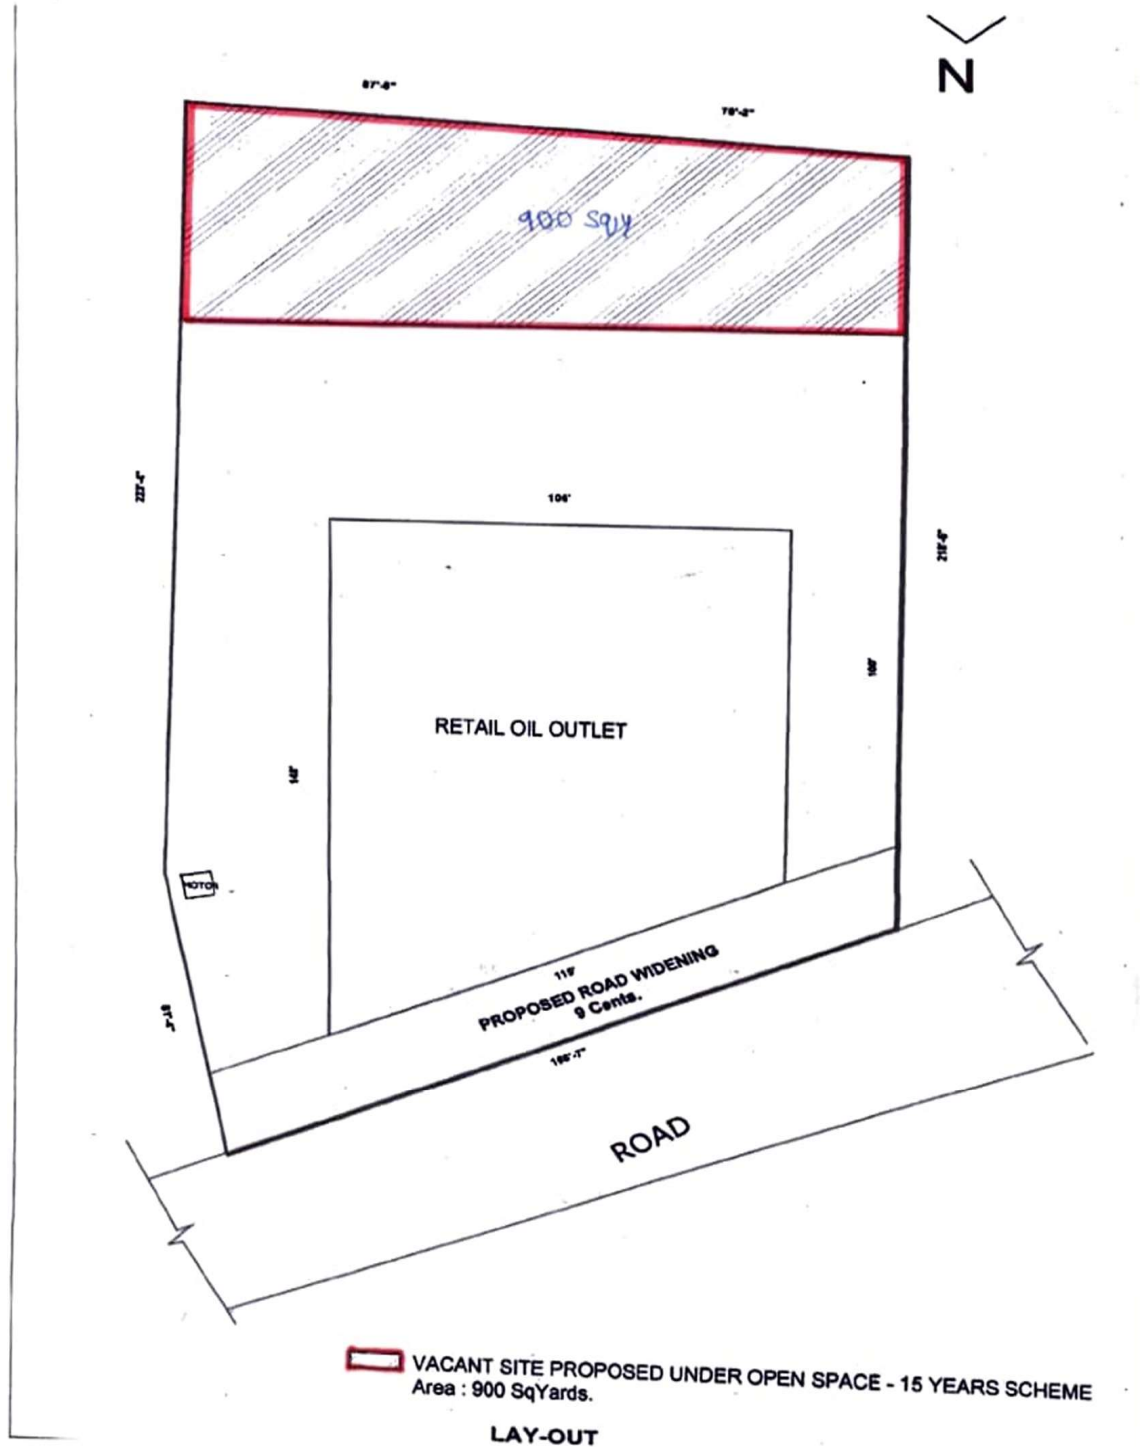 N
900 Sqyy
106'
RETAIL OIL OUTLET
MOTOR
PROPOSED ROAD WIDENING
9 Cents.
ROAD
VACANT SITE PROPOSED UNDER OPEN SPACE - 15 YEARS SCHEME
Area : 900 SqYards.
LAY-OUT